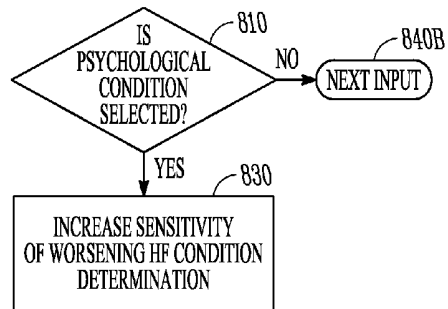 810
IS
PSYCHOLOGICAL
CONDITION
SELECTED?
NO
840B
NEXT INPUT
YES
830
INCREASE SENSITIVITY
OF WORSENING HF CONDITION
DETERMINATION